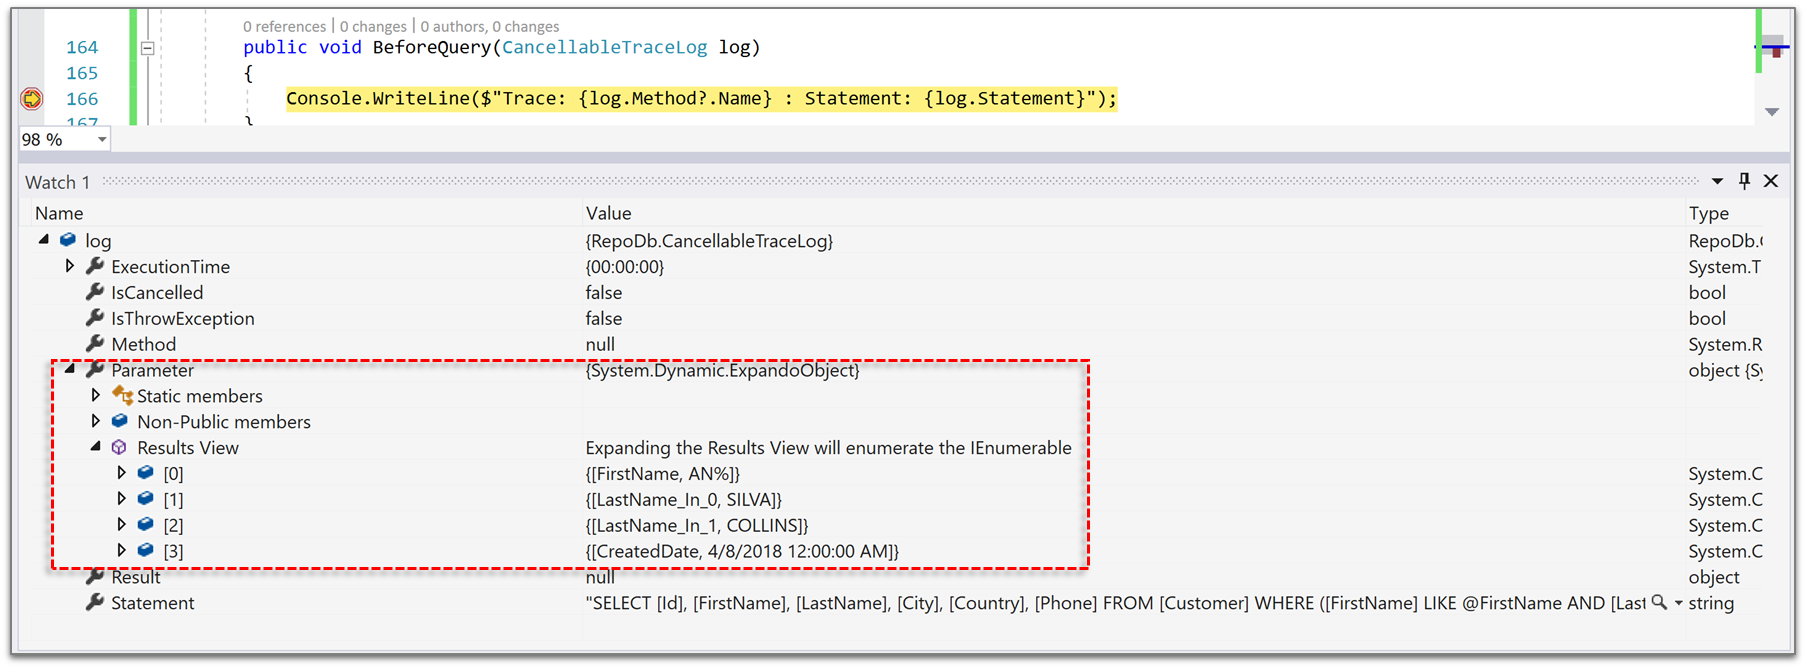 0 references | 0 changes | 0 authors, 0 changes
164 public void BeforeQuery(CancellableTraceLog log)
165 {
166 Console.WriteLine($"Trace: {log.Method?.Name} : Statement: {log.Statement}");
167 }
98 %
Watch 1
Name Value Type
log {RepoDb.CancellableTraceLog} RepoDb.
ExecutionTime {00:00:00} System.T
IsCancelled false bool
IsThrowException false bool
Method null System.R
Parameter {System.Dynamic.ExpandoObject} object {Sy
Static members
Non-Public members
Results View Expanding the Results View will enumerate the IEnumerable
[0] {[FirstName, AN%]} System.C
[1] {[LastName_In_0, SILVA]} System.C
[2] {[LastName_In_1, COLLINS]} System.C
[3] {[CreatedDate, 4/8/2018 12:00:00 AM]} System.C
Result null object
Statement "SELECT [Id], [FirstName], [LastName], [City], [Country], [Phone] FROM [Customer] WHERE ([FirstName] LIKE @FirstName AND [Last string